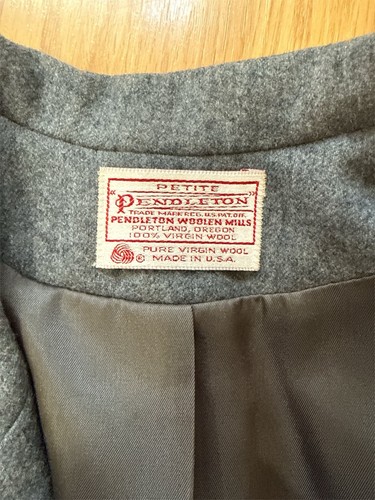 PETITE
"PENDLETON"
TRADE MARK REG. U.S. PAT. OFF.
PENDLETON WOOLEN MILLS
PORTLAND, OREGON
100% VIRGIN WOOL
® PURE VIRGIN WOOL
MADE IN U.S.A.